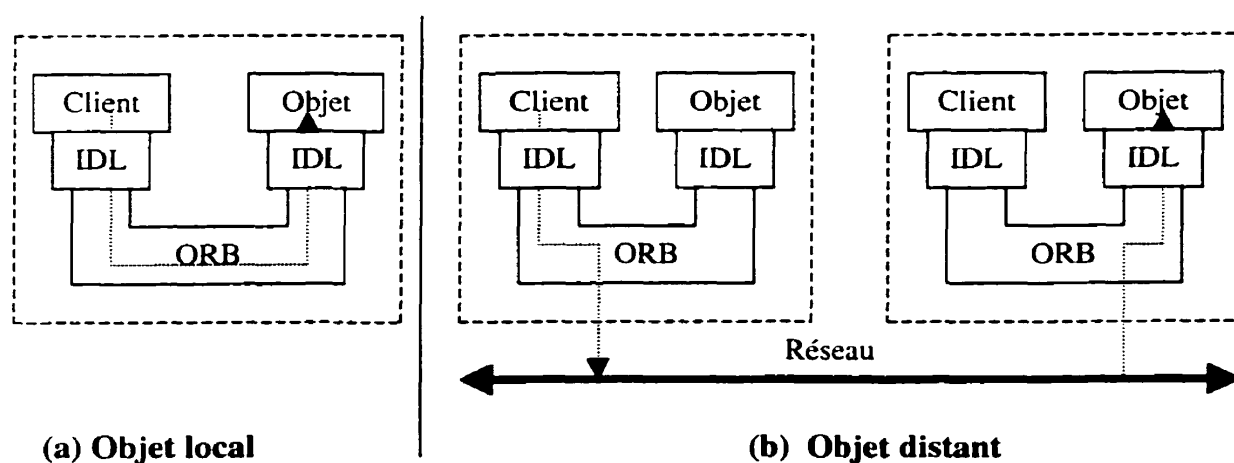 Client Objet
IDL IDL
ORB
(a) Objet local
Client Objet
IDL IDL
ORB
Client Objet
IDL IDL
ORB
Réseau
(b) Objet distant